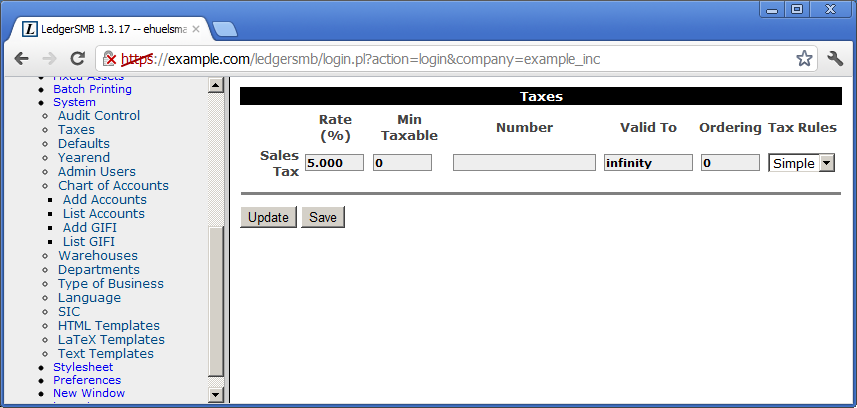 LedgerSMB 1.3.17 -- ehuelsma
https://example.com/ledgersmb/login.pl?action=login&company=example_inc
Fixed Assets
Batch Printing
System
Audit Control
Taxes
Defaults
Yearend
Admin Users
Chart of Accounts
Add Accounts
List Accounts
Add GIFI
List GIFI
Warehouses
Departments
Type of Business
Language
SIC
HTML Templates
LaTeX Templates
Text Templates
Stylesheet
Preferences
New Window
Taxes
Rate (%) Min Taxable Number Valid To Ordering Tax Rules
Sales Tax 5.000 0 infinity 0 Simple
Update Save